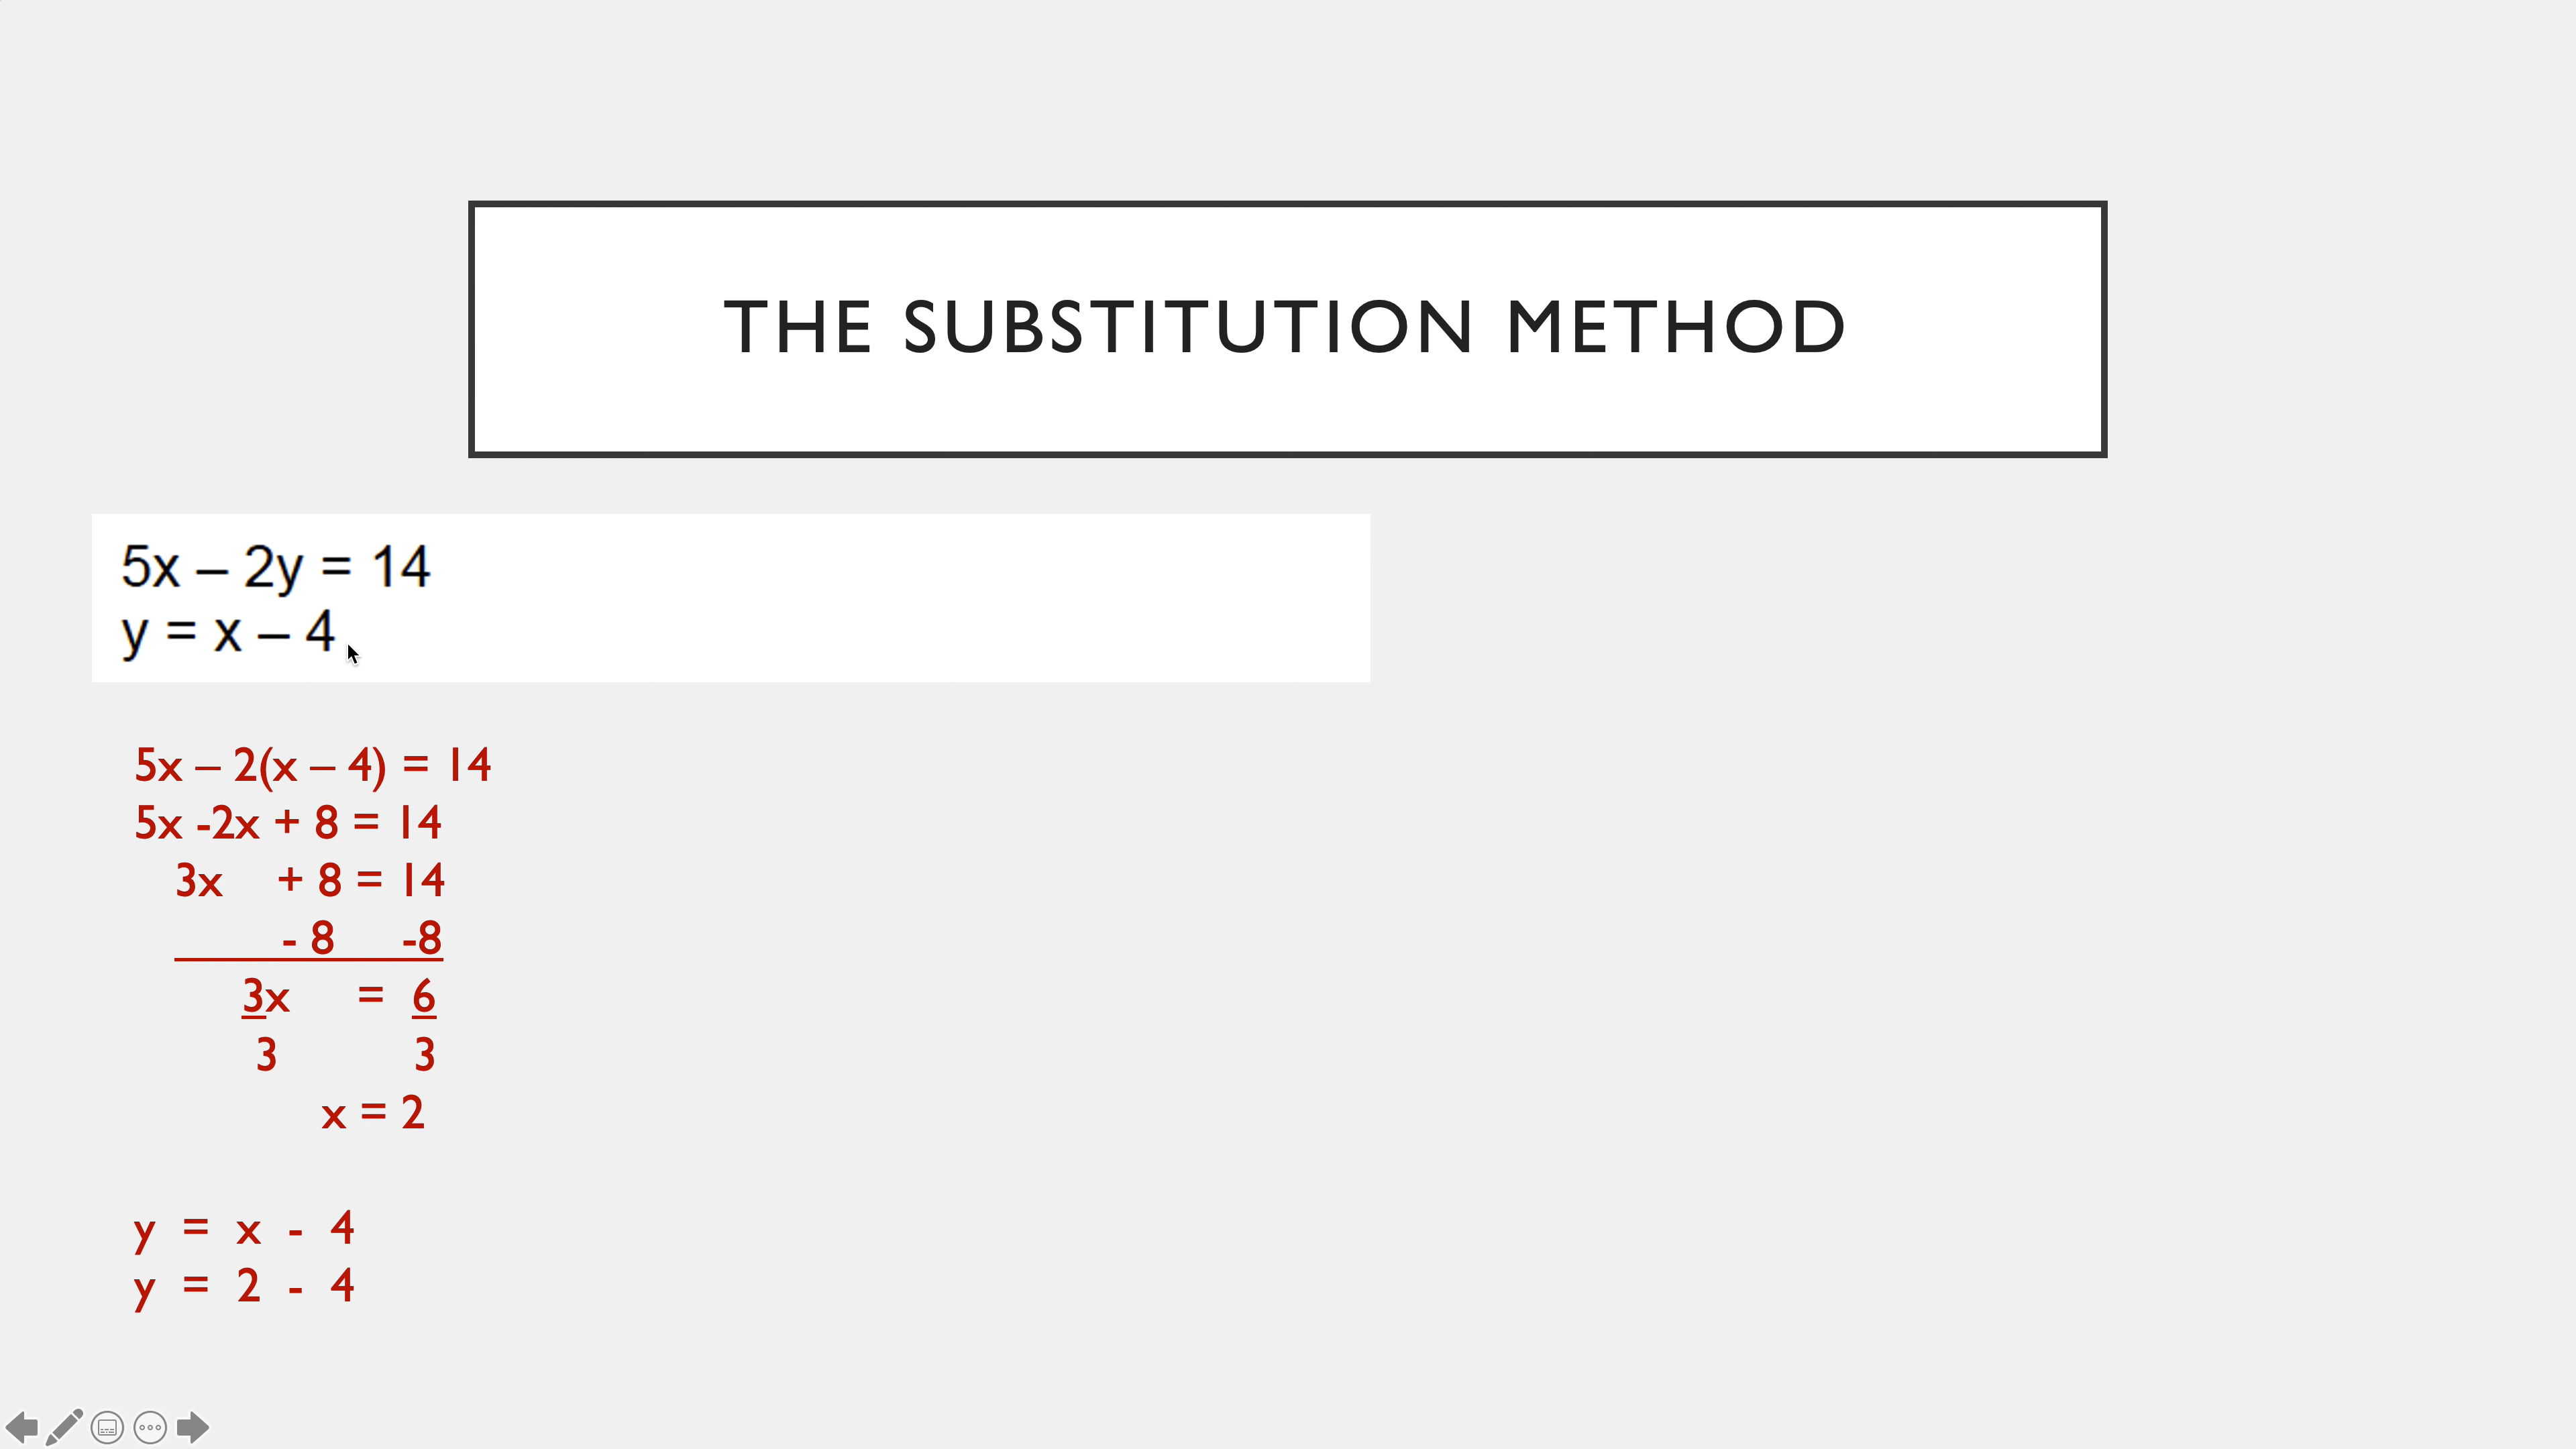 THE SUBSTITUTION METHOD
5x – 2y = 14
y = x – 4
5x – 2(x – 4) = 14
5x -2x + 8 = 14
3x + 8 = 14
- 8 -8
3x = 6
3 3
x = 2
y = x - 4
y = 2 - 4